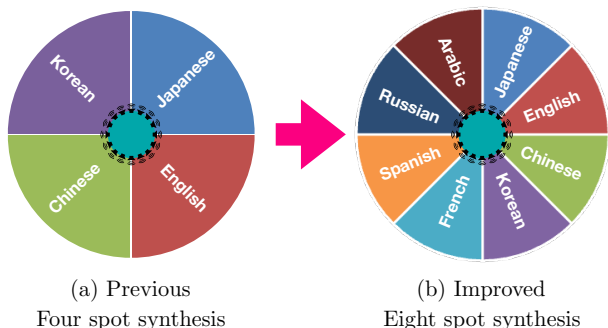 Korean
Japanese
Chinese
English
Arabic
Japanese
Russian
English
Spanish
Chinese
French
Korean
(a) Previous
Four spot synthesis
(b) Improved
Eight spot synthesis